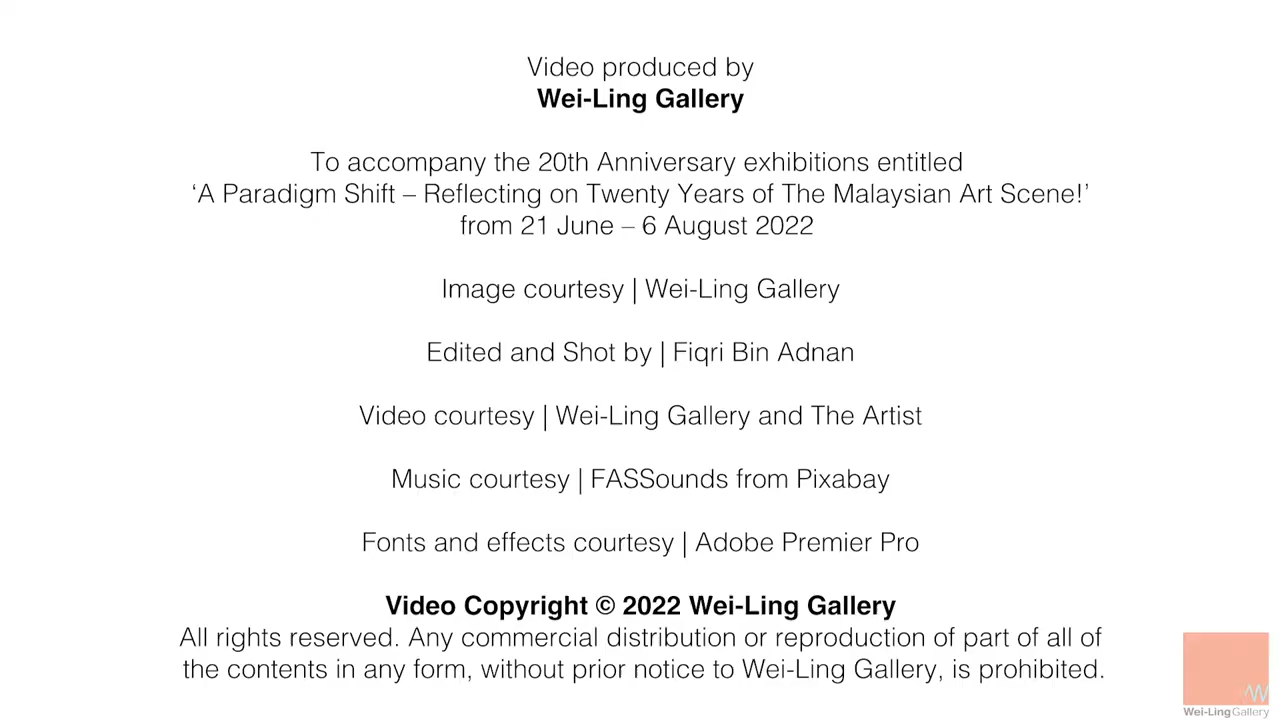 Video produced by
Wei-Ling Gallery
To accompany the 20th Anniversary exhibitions entitled
‘A Paradigm Shift – Reflecting on Twenty Years of The Malaysian Art Scene!’
from 21 June – 6 August 2022
Image courtesy | Wei-Ling Gallery
Edited and Shot by | Fiqri Bin Adnan
Video courtesy | Wei-Ling Gallery and The Artist
Music courtesy | FASSounds from Pixabay
Fonts and effects courtesy | Adobe Premier Pro
Video Copyright © 2022 Wei-Ling Gallery
All rights reserved. Any commercial distribution or reproduction of part of all of
the contents in any form, without prior notice to Wei-Ling Gallery, is prohibited.
W
Wei-LingGallery